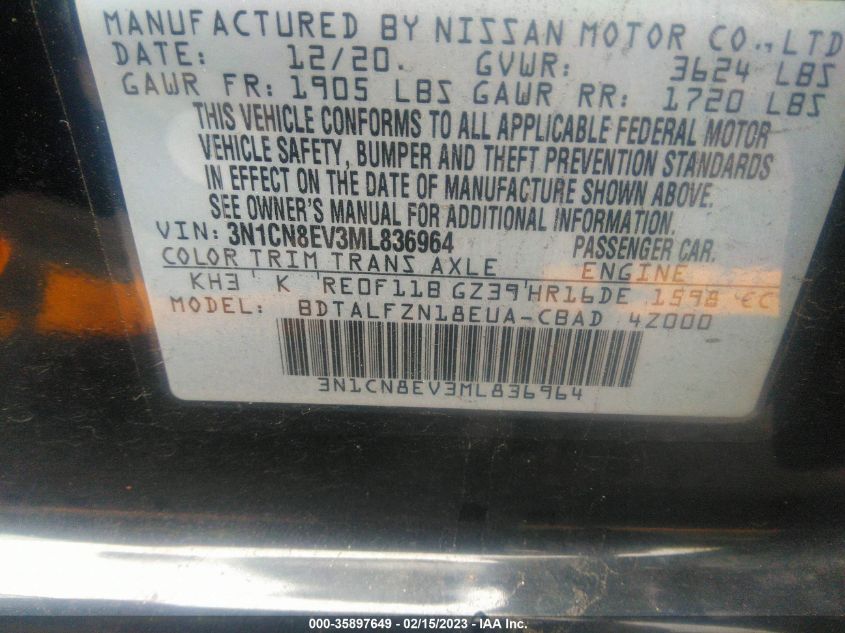 MANUFACTURED BY NISSAN MOTOR CO., LTD
DATE: 12/20. GVWR: 3624 LBS
GAWR FR: 1905 LBS GAWR RR: 1720 LBS
THIS VEHICLE CONFORMS TO ALL APPLICABLE FEDERAL MOTOR
VEHICLE SAFETY, BUMPER AND THEFT PREVENTION STANDARDS
IN EFFECT ON THE DATE OF MANUFACTURE SHOWN ABOVE.
SEE OWNER'S MANUAL FOR ADDITIONAL INFORMATION.
VIN: 3N1CN8EV3ML836964 PASSENGER CAR.
COLOR TRIM TRANS AXLE ENGINE
KH3 K RE0F11B GZ39 HR16DE 1598 CC
MODEL: BDTALFZN18EUA-CBAD 4Z000
3N1CN8EV3ML836964
000-35897649 - 02/15/2023 - IAA Inc.